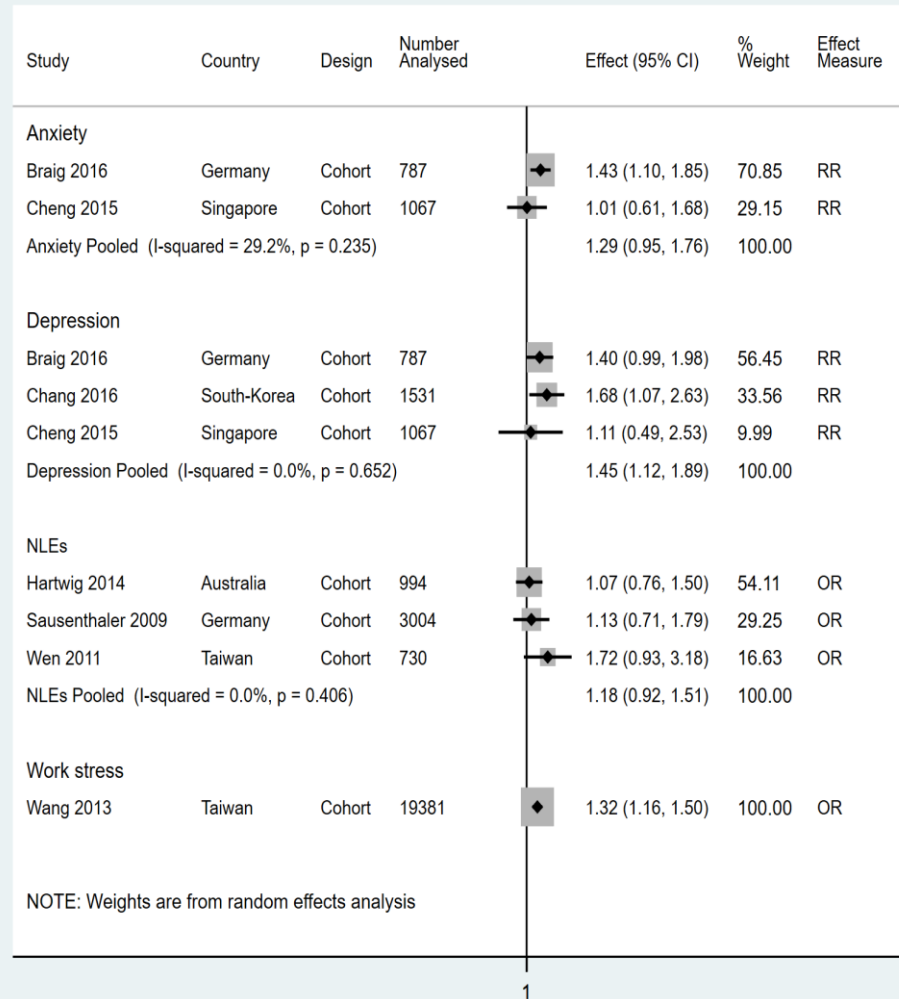 Study Country Design Number Analysed Effect (95% CI) % Weight Effect Measure
Anxiety
Braig 2016 Germany Cohort 787 1.43 (1.10, 1.85) 70.85 RR
Cheng 2015 Singapore Cohort 1067 1.01 (0.61, 1.68) 29.15 RR
Anxiety Pooled (I-squared = 29.2%, p = 0.235) 1.29 (0.95, 1.76) 100.00
Depression
Braig 2016 Germany Cohort 787 1.40 (0.99, 1.98) 56.45 RR
Chang 2016 South-Korea Cohort 1531 1.68 (1.07, 2.63) 33.56 RR
Cheng 2015 Singapore Cohort 1067 1.11 (0.49, 2.53) 9.99 RR
Depression Pooled (I-squared = 0.0%, p = 0.652) 1.45 (1.12, 1.89) 100.00
NLEs
Hartwig 2014 Australia Cohort 994 1.07 (0.76, 1.50) 54.11 OR
Sausenthaler 2009 Germany Cohort 3004 1.13 (0.71, 1.79) 29.25 OR
Wen 2011 Taiwan Cohort 730 1.72 (0.93, 3.18) 16.63 OR
NLEs Pooled (I-squared = 0.0%, p = 0.406) 1.18 (0.92, 1.51) 100.00
Work stress
Wang 2013 Taiwan Cohort 19381 1.32 (1.16, 1.50) 100.00 OR
NOTE: Weights are from random effects analysis
1